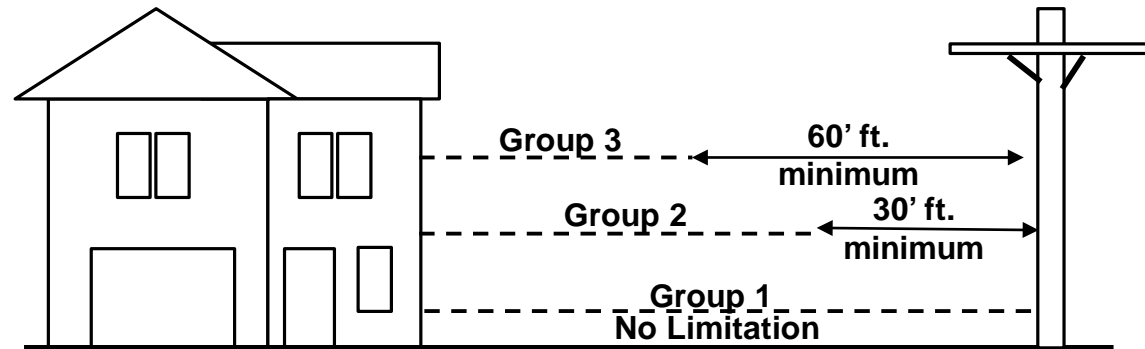 Group 3
60’ ft.
minimum
Group 2
30’ ft.
minimum
Group 1
No Limitation